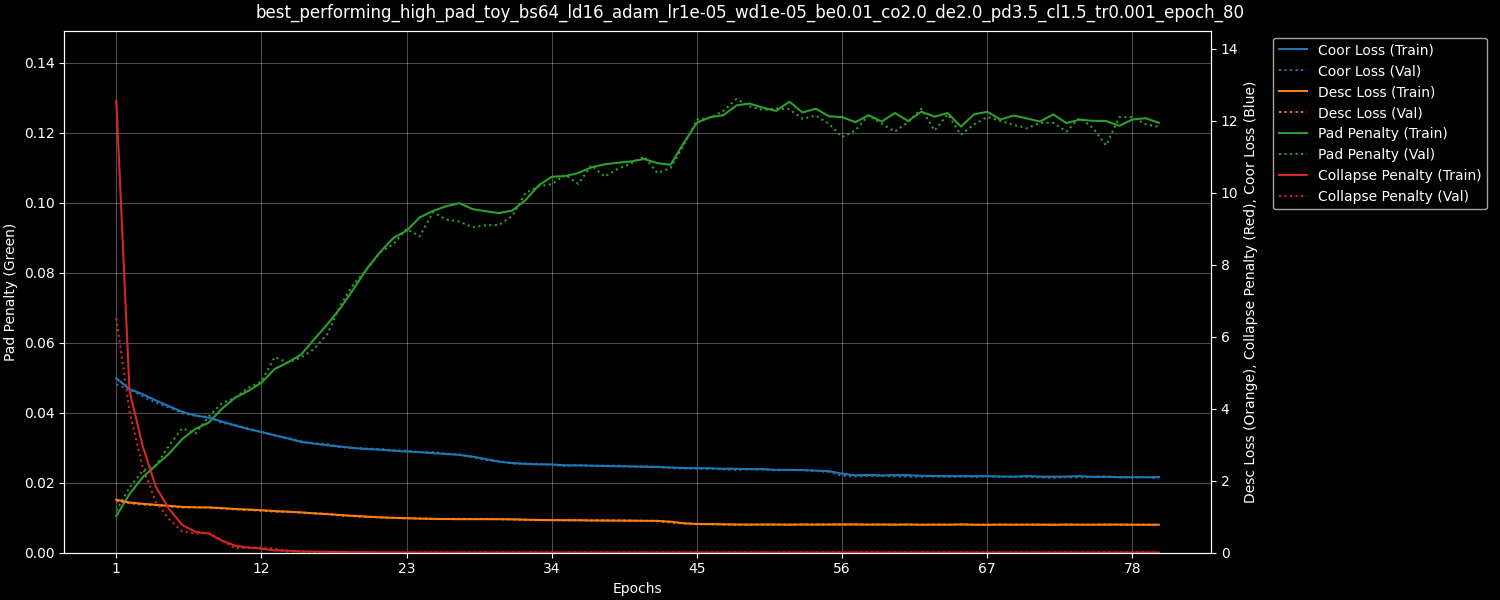 best_performing_high_pad_toy_bs64_ld16_adam_lr1e-05_wd1e-05_be0.01_co2.0_de2.0_pd3.5_cl1.5_tr0.001_epoch_80
Pad Penalty (Green)
0.14
0.12
0.10
0.08
0.06
0.04
0.02
0.00
1
12
23
34
45
56
67
78
Epochs
14
12
10
8
6
4
2
0
Desc Loss (Orange), Collapse Penalty (Red), Coor Loss (Blue)
Coor Loss (Train)
Coor Loss (Val)
Desc Loss (Train)
Desc Loss (Val)
Pad Penalty (Train)
Pad Penalty (Val)
Collapse Penalty (Train)
Collapse Penalty (Val)